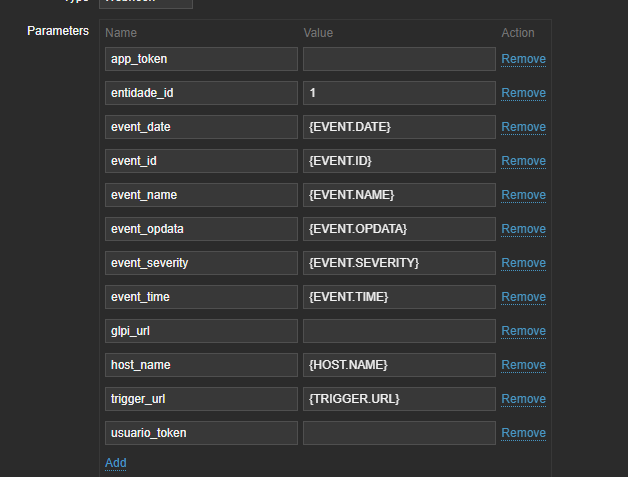 Parameters Name Value Action
app_token Remove
entidade_id 1 Remove
event_date {EVENT.DATE} Remove
event_id {EVENT.ID} Remove
event_name {EVENT.NAME} Remove
event_opdata {EVENT.OPDATA} Remove
event_severity {EVENT.SEVERITY} Remove
event_time {EVENT.TIME} Remove
glpi_url Remove
host_name {HOST.NAME} Remove
trigger_url {TRIGGER.URL} Remove
usuario_token Remove
Add